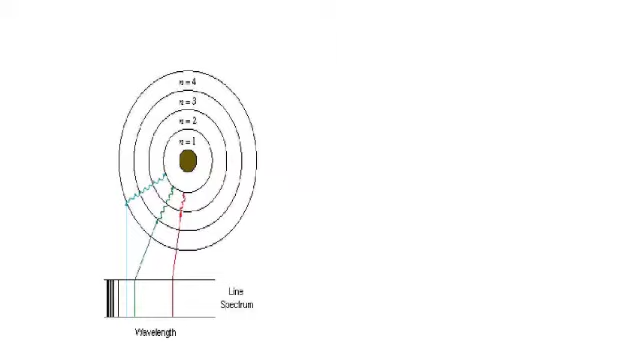 n = 4
n = 3
n = 2
n = 1
Line
Spectrum
Wavelength